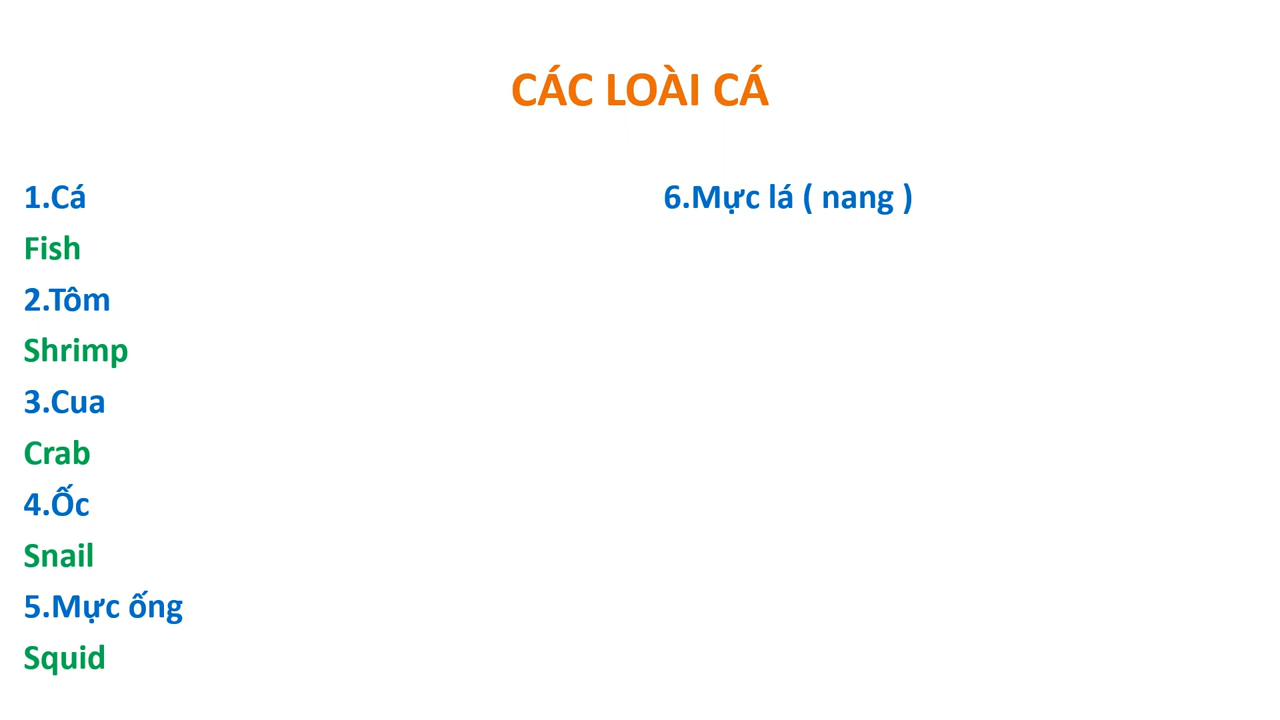 CÁC LOÀI CÁ
1.Cá
Fish
2.Tôm
Shrimp
3.Cua
Crab
4.Ốc
Snail
5.Mực ống
Squid
6.Mực lá ( nang )